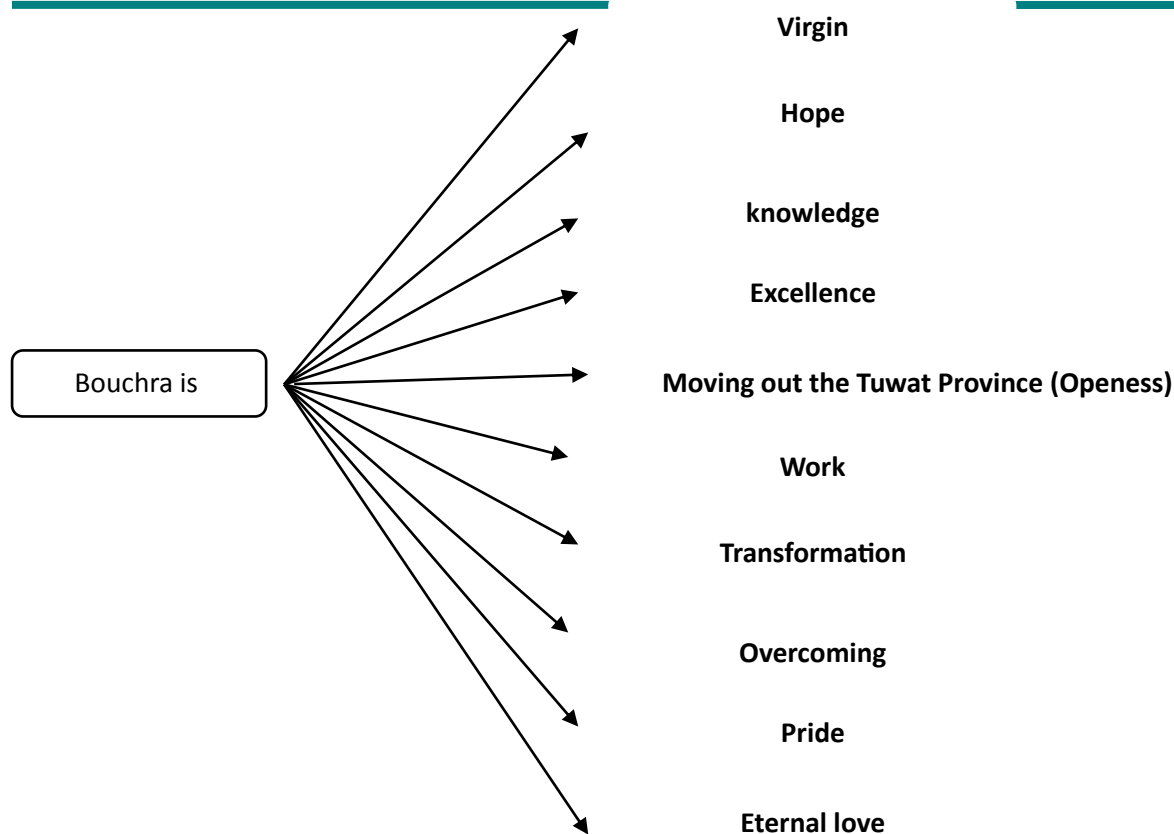 Virgin
Hope
knowledge
Excellence
Bouchra is
Moving out the Tuwat Province (Openess)
Work
Transformation
Overcoming
Pride
Eternal love